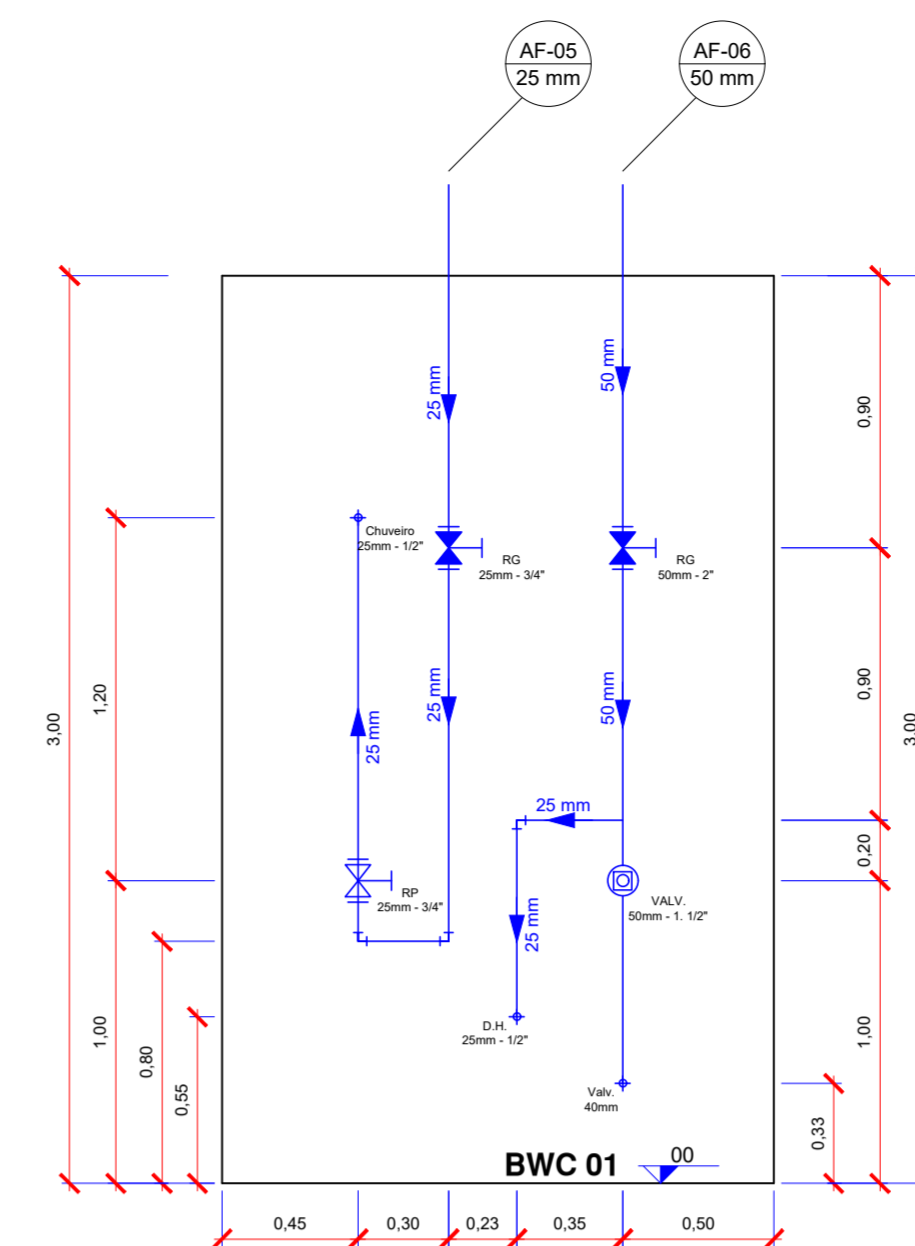 AF-05
25 mm
AF-06
50 mm
25 mm
50 mm
0,90
Chuveiro
25mm - 1/2"
RG
25mm - 3/4"
RG
50mm - 2"
3,00
1,20
25 mm
25 mm
50 mm
0,90
3,00
25 mm
0,20
RP
25mm - 3/4"
VALV.
50mm - 1. 1/2"
25 mm
1,00
0,80
0,55
D.H.
25mm - 1/2"
1,00
Valv.
40mm
0,33
BWC 01
00
0,45
0,30
0,23
0,35
0,50